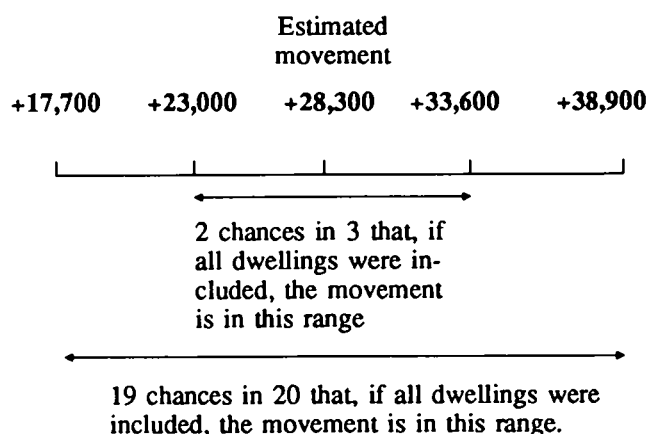 Estimated
movement
+17,700 +23,000 +28,300 +33,600 +38,900
2 chances in 3 that, if
all dwellings were in-
cluded, the movement
is in this range
19 chances in 20 that, if all dwellings were
included, the movement is in this range.